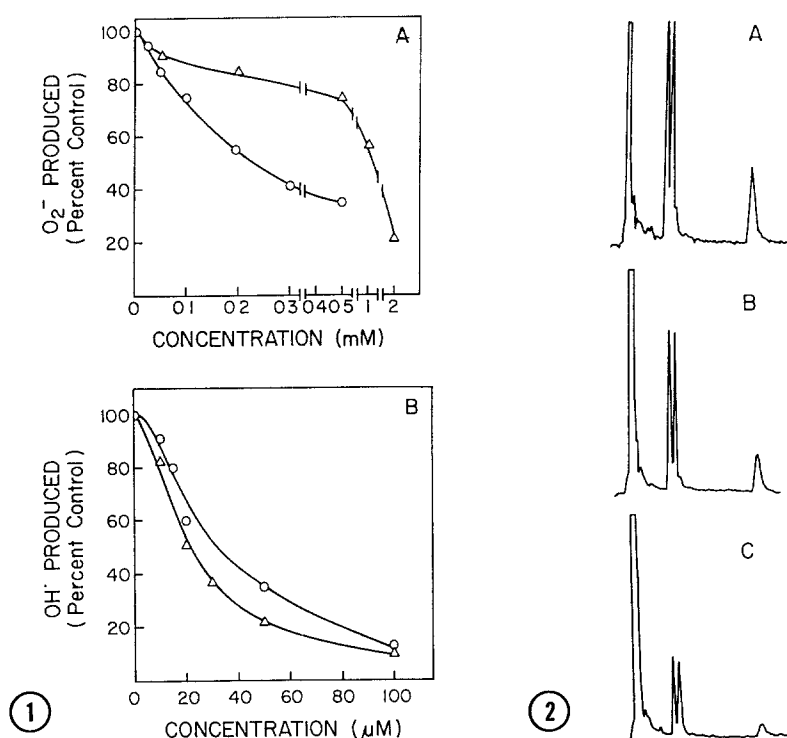 A
100
80
60
40
20
O₂⁻ PRODUCED
(Percent Control)
0 01 02 03 04 05 1 2
CONCENTRATION (mM)
B
100
80
60
40
20
OH· PRODUCED
(Percent Control)
0 20 40 60 80 100
CONCENTRATION (μM)
1
A
B
C
2